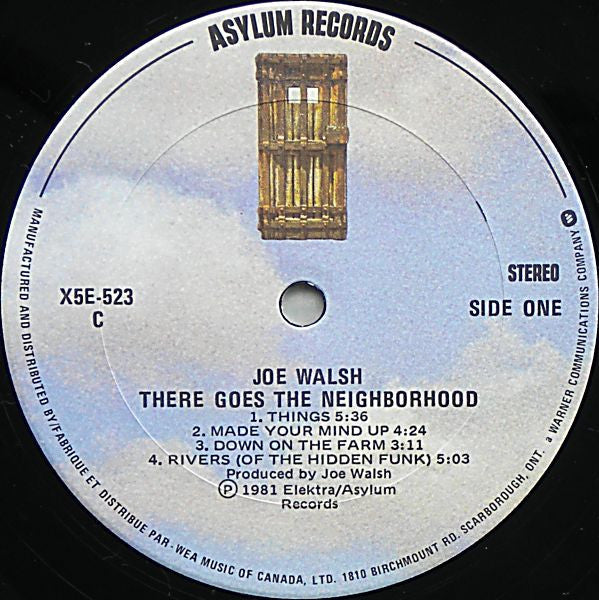 ASYLUM RECORDS
X5E-523
C
STEREO
SIDE ONE
JOE WALSH
THERE GOES THE NEIGHBORHOOD
1. THINGS 5:36
2. MADE YOUR MIND UP 4:24
3. DOWN ON THE FARM 3:11
4. RIVERS (OF THE HIDDEN FUNK) 5:03
Produced by Joe Walsh
Ⓟ 1981 Elektra/Asylum
Records
MANUFACTURED AND DISTRIBUTED BY/FABRIQUE ET DISTRIBUE PAR-WEA MUSIC OF CANADA, LTD. 1810 BIRCHMOUNT RD. SCARBOROUGH, ONT. a WARNER COMMUNICATIONS COMPANY